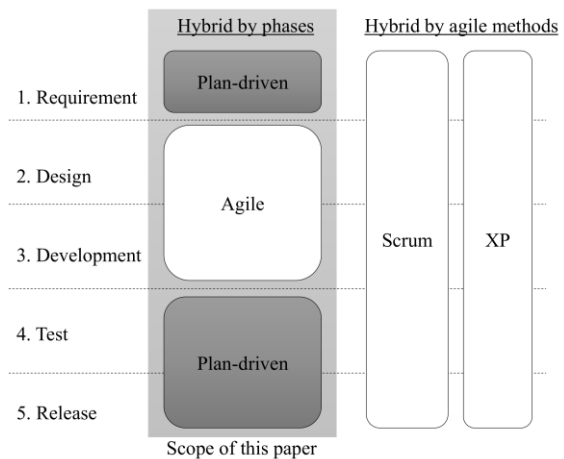 Hybrid by phases
Hybrid by agile methods
Plan-driven
1. Requirement
2. Design
Agile
3. Development
Scrum
XP
4. Test
Plan-driven
5. Release
Scope of this paper